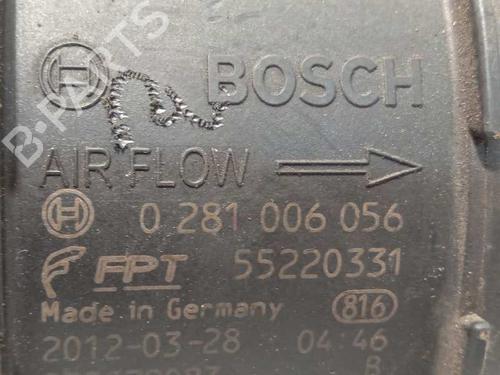 BOSCH
AIR FLOW
0 281 006 056
FPT 55220331
Made in Germany 816
2012-03-28 04:46
B-PARTS